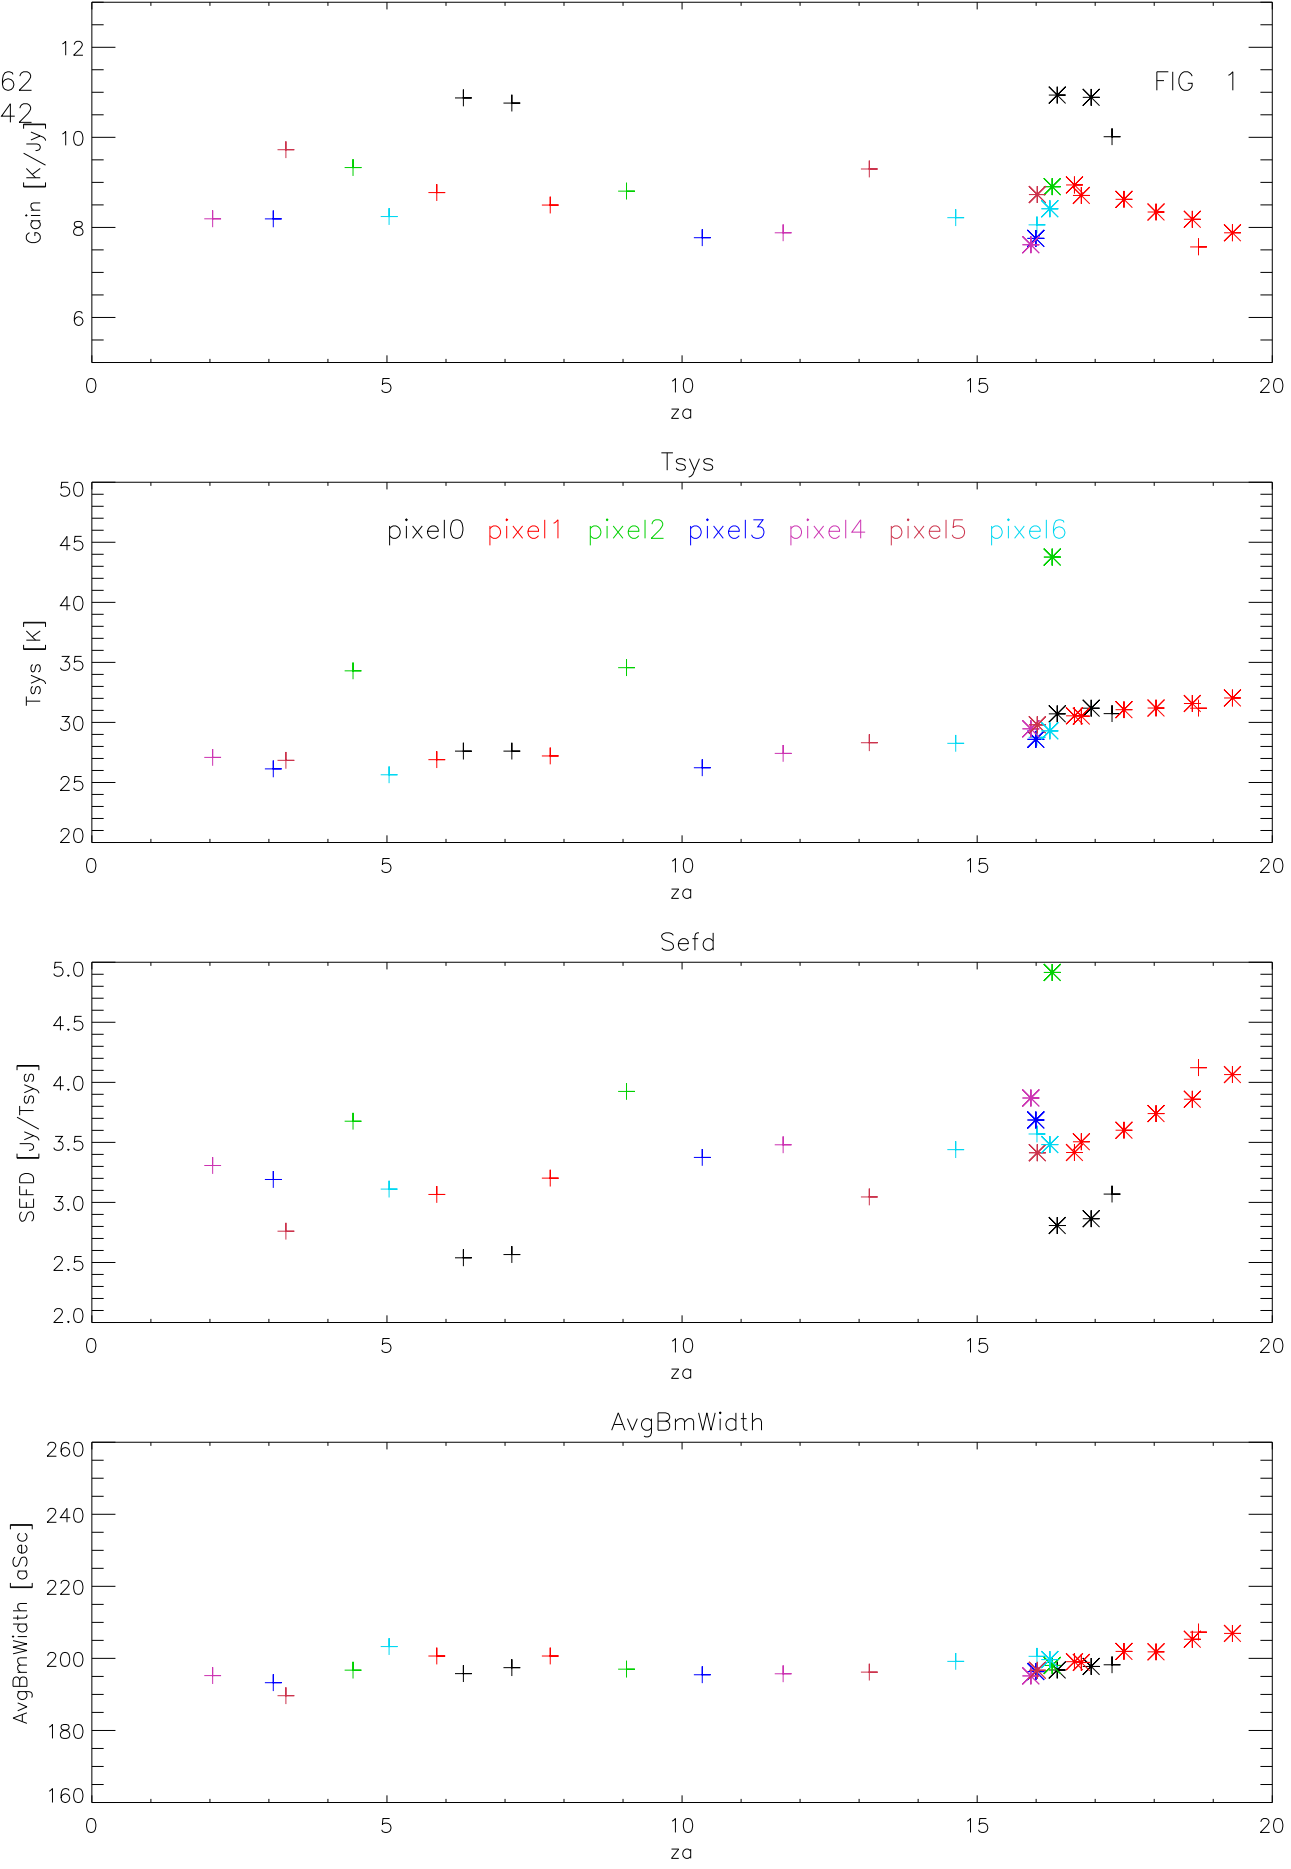 62
42
FIG 1
Gain [K/Jy]
12
10
8
6
0 5 10 15 20
za
Tsys
Tsys [K]
50
45
40
35
30
25
20
pixel0 pixel1 pixel2 pixel3 pixel4 pixel5 pixel6
0 5 10 15 20
za
Sefd
SEFD [Jy/Tsys]
5.0
4.5
4.0
3.5
3.0
2.5
2.0
0 5 10 15 20
za
AvgBmWidth
AvgBmWidth [aSec]
260
240
220
200
180
160
0 5 10 15 20
za